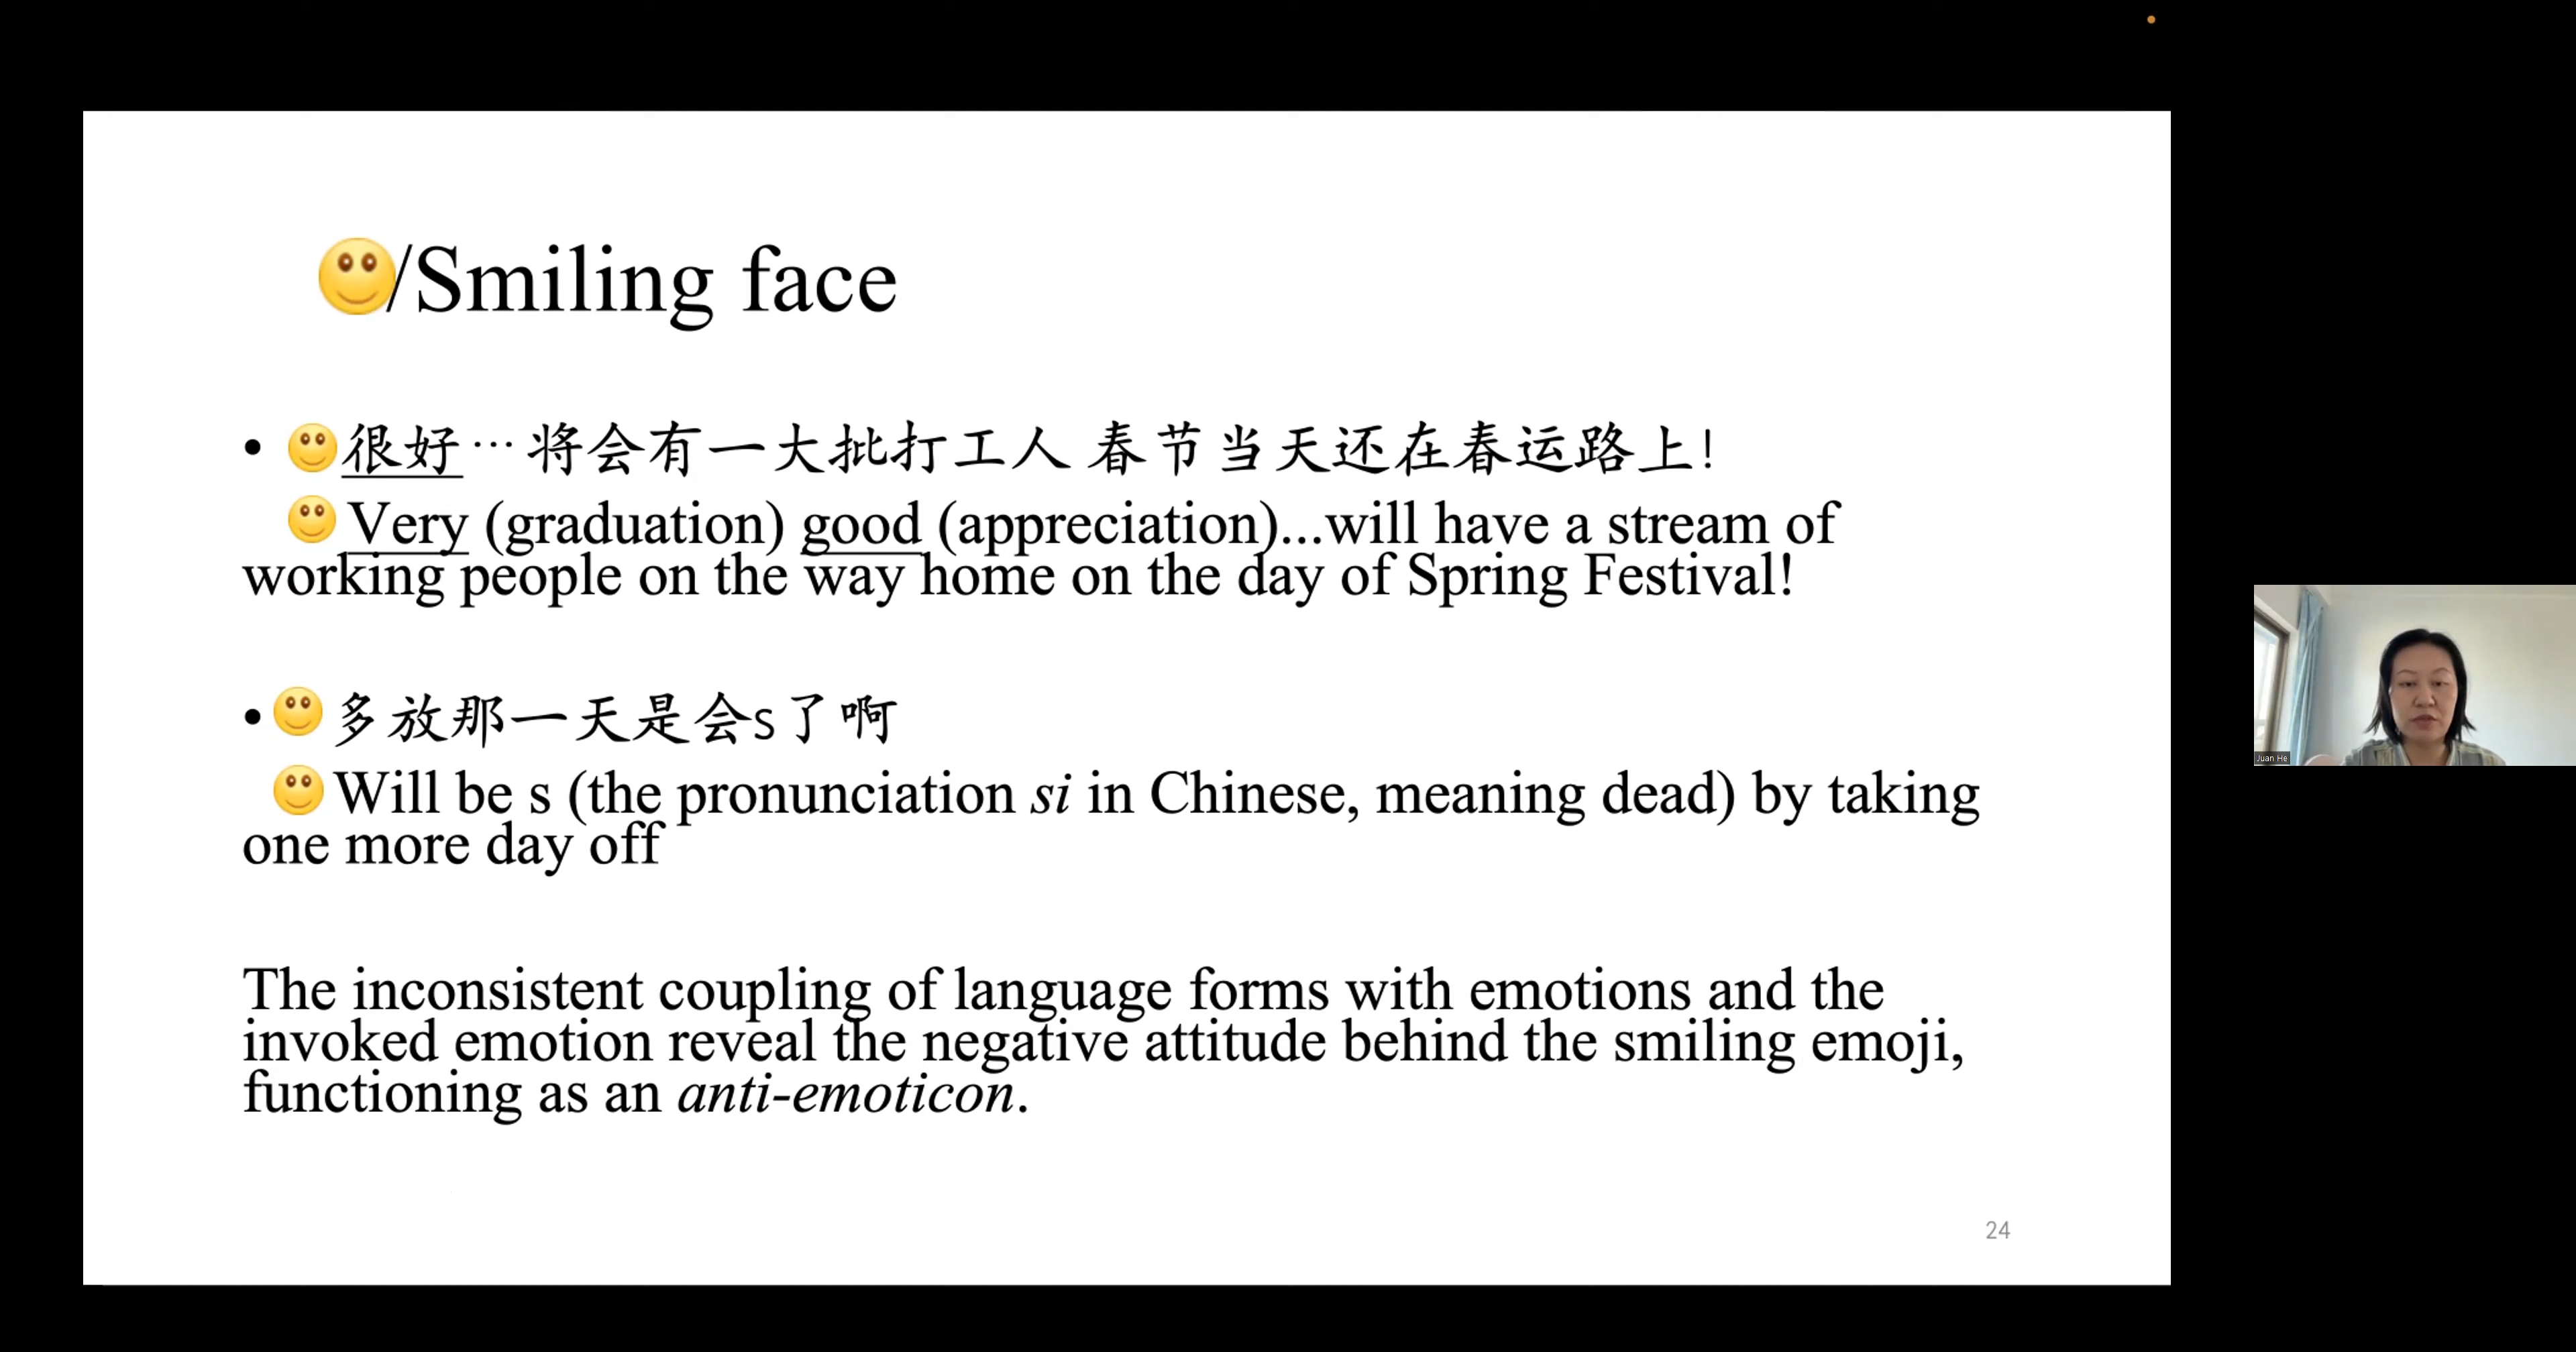 /Smiling face
• 很好…将会有一大批打工人 春节当天还在春运路上！
Very (graduation) good (appreciation)...will have a stream of
working people on the way home on the day of Spring Festival!
• 多放那一天是会s了啊
Will be s (the pronunciation si in Chinese, meaning dead) by taking
one more day off
The inconsistent coupling of language forms with emotions and the
invoked emotion reveal the negative attitude behind the smiling emoji,
functioning as an anti-emoticon.
24
Juan He